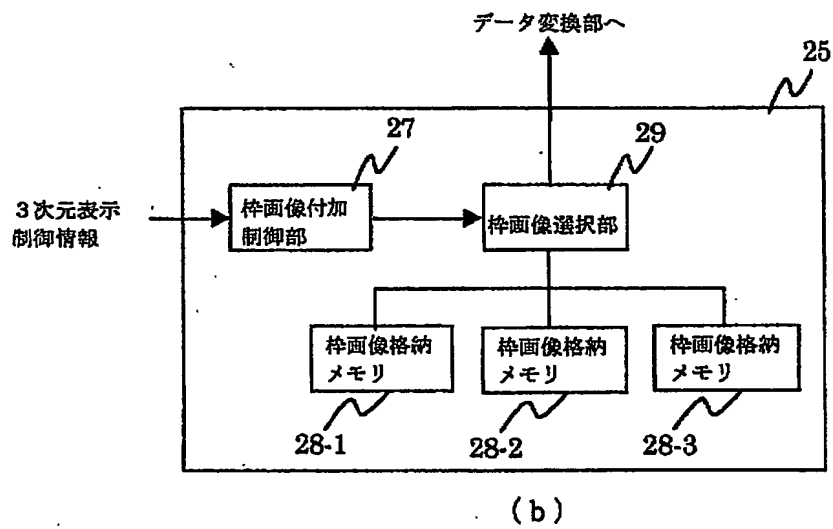 データ変換部へ
25
27
29
3次元表示
制御情報
枠画像付加
制御部
枠画像選択部
枠画像格納
メモリ
枠画像格納
メモリ
枠画像格納
メモリ
28-1
28-2
28-3
(b)